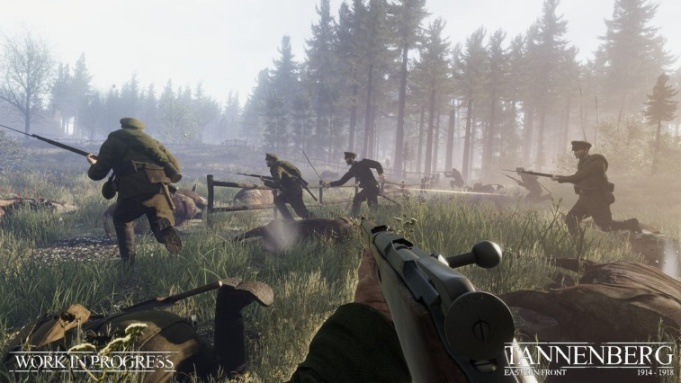 WORK IN PROGRESS
TANNENBERG
EASTERN FRONT 1914 - 1918